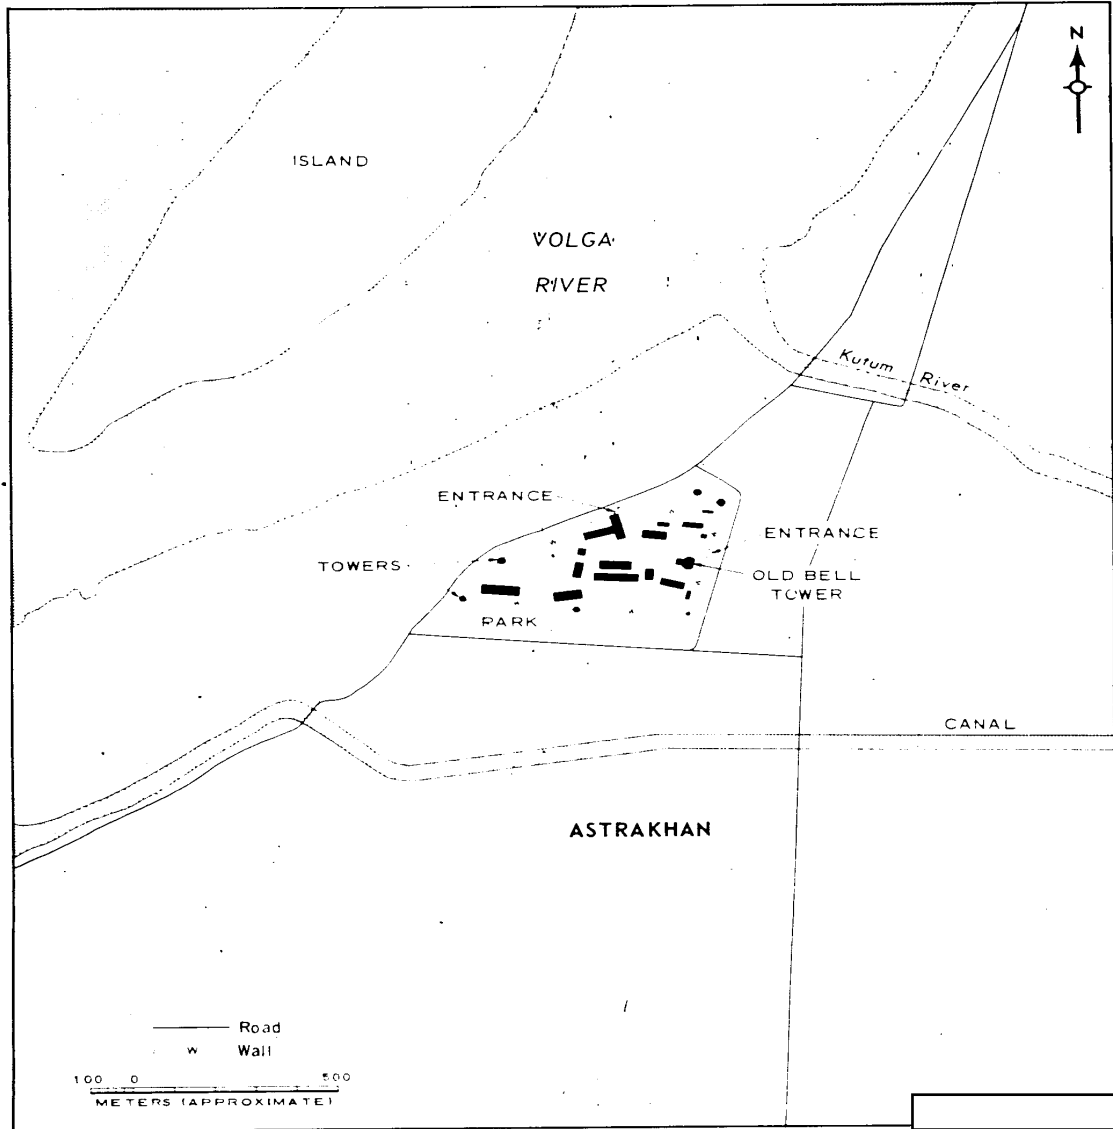 N
ISLAND
VOLGA
RIVER
Kutum River
ENTRANCE
ENTRANCE
TOWERS
OLD BELL
TOWER
PARK
CANAL
ASTRAKHAN
Road
w Wall
100 0 500
METERS (APPROXIMATE)